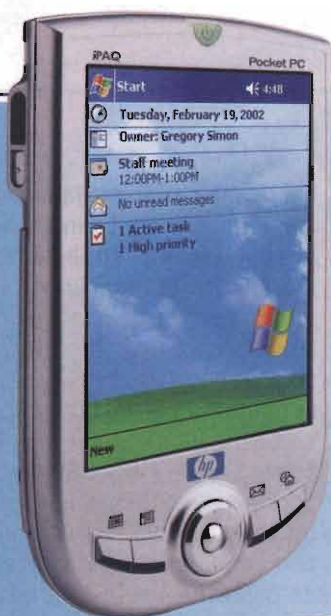 iPAQ
Pocket PC
Start 4:48
Tuesday, February 19, 2002
Owner: Gregory Simon
Staff meeting
12:00PM-1:00PM
No unread messages
1 Active task
1 High priority
New
hp